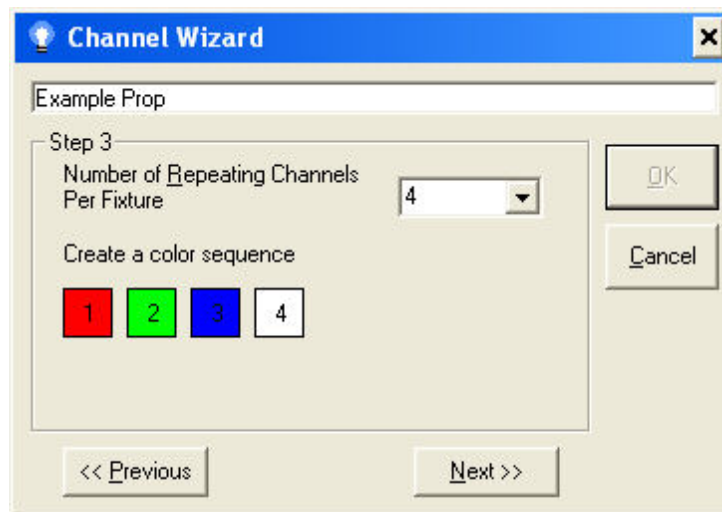 Channel Wizard
Example Prop
Step 3
Number of Repeating Channels
Per Fixture
4
OK
Create a color sequence
Cancel
1 2 3 4
<< Previous Next >>